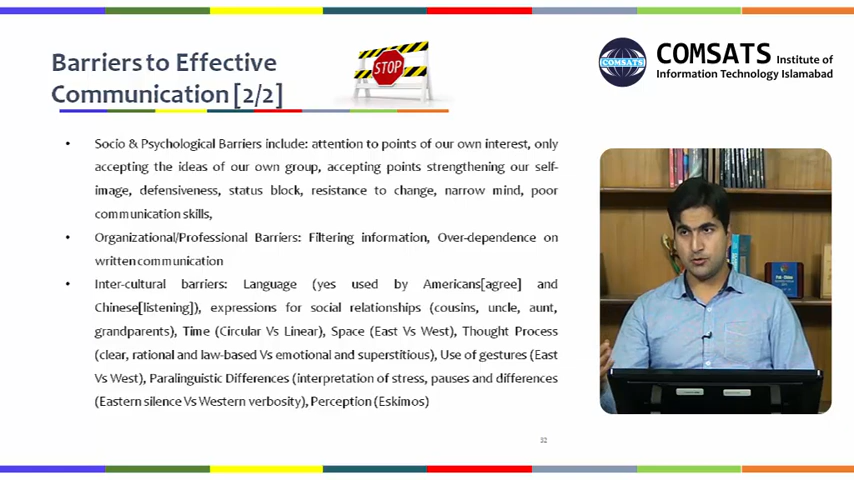 Barriers to Effective
Communication [2/2]
STOP
COMSATS
COMSATS Institute of
Information Technology Islamabad
• Socio & Psychological Barriers include: attention to points of our own interest, only
accepting the ideas of our own group, accepting points strengthening our self-
image, defensiveness, status block, resistance to change, narrow mind, poor
communication skills,
• Organizational/Professional Barriers: Filtering information, Over-dependence on
written communication
• Inter-cultural barriers: Language (yes used by Americans[agree] and
Chinese[listening]), expressions for social relationships (cousins, uncle, aunt,
grandparents), Time (Circular Vs Linear), Space (East Vs West), Thought Process
(clear, rational and law-based Vs emotional and superstitious), Use of gestures (East
Vs West), Paralinguistic Differences (interpretation of stress, pauses and differences
(Eastern silence Vs Western verbosity), Perception (Eskimos)
32